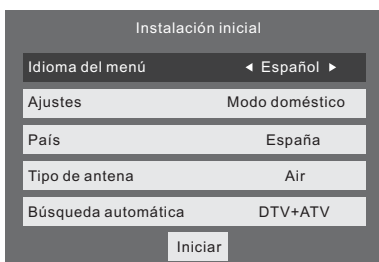 Instalación inicial
Idioma del menú ◄ Español ►
Ajustes Modo doméstico
País España
Tipo de antena Air
Búsqueda automática DTV+ATV
Iniciar